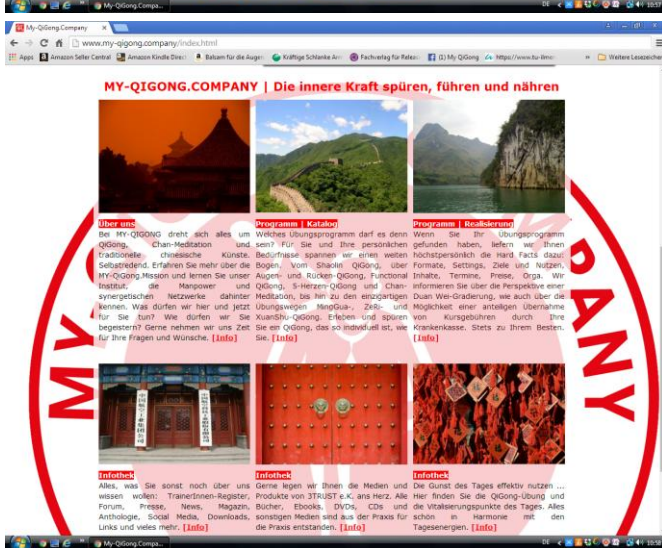 My-QiGong.Compa...
DE
10:57
My-QiGong.Company
www.my-qigong.company/index.html
Apps
Amazon Seller Central
Amazon Kindle Direct
Balsam für die Augen
Kräftige Schlanke Arm
(1) My QiGong
Weitere Lesezeichen
MY-QIGONG.COMPANY | Die innere Kraft spüren, führen und nähren
Über uns
Bei MY-QIGONG dreht sich alles um
QiGong, Chan-Meditation und
traditionelle chinesische Künste.
Selbstredend. Erfahren Sie mehr über die
MY-QiGong.Mission und lernen Sie unser
Institut, die Manpower und
synergetischen Netzwerke dahinter
kennen. Was dürfen wir hier und jetzt
für Sie tun? Wie dürfen wir Sie
begeistern? Gerne nehmen wir uns Zeit
für Ihre Fragen und Wünsche. [Info]
Programm | Katalog
Welches Übungsprogramm darf es denn
sein? Für Sie und Ihre persönlichen
Bedürfnisse spannen wir einen weiten
Bogen. Vom Shaolin QiGong, über
Augen- und Rücken-QiGong, Functional
QiGong, 5-Herzen-QiGong und Chan-
Meditation, bis hin zu den einzigartigen
Übungswegen MingGua-, ZeRi- und
XuanShu-QiGong. Erleben und spüren
Sie ein QiGong, das so individuell ist, wie
Sie. [Info]
Programm | Realisierung
Wenn Sie Ihr Übungsprogramm
gefunden haben, liefern wir Ihnen
höchstpersönlich die Hard Facts dazu:
Formate, Settings, Ziele und Nutzen,
Inhalte, Termine, Preise, Orga. Wir
informieren Sie über die Perspektive einer
Duan Wei-Graduierung, wie auch über die
Möglichkeit einer anteiligen Übernahme
von Kursgebühren durch Ihre
Krankenkasse. Stets zu Ihrem Besten.
[Info]
Infothek
Alles, was Sie sonst noch über uns
wissen wollen: TrainerInnen-Register,
Forum, Presse, News, Magazin,
Anthologie, Social Media, Downloads,
Links und vieles mehr. [Info]
Infothek
Gerne legen wir Ihnen die Medien und
Produkte von 3TRUST e.K. ans Herz. Alle
Bücher, Ebooks, DVDs, CDs und
sonstigen Medien sind aus der Praxis für
die Praxis entstanden. [Info]
Infothek
Die Gunst des Tages effektiv nutzen ...
Hier finden Sie die QiGong-Übung und
die Vitalisierungspunkte des Tages. Alles
schön in Harmonie mit den
Tagesenergien. [Info]
MY
PANY
My-QiGong.Compa...
DE
10:58